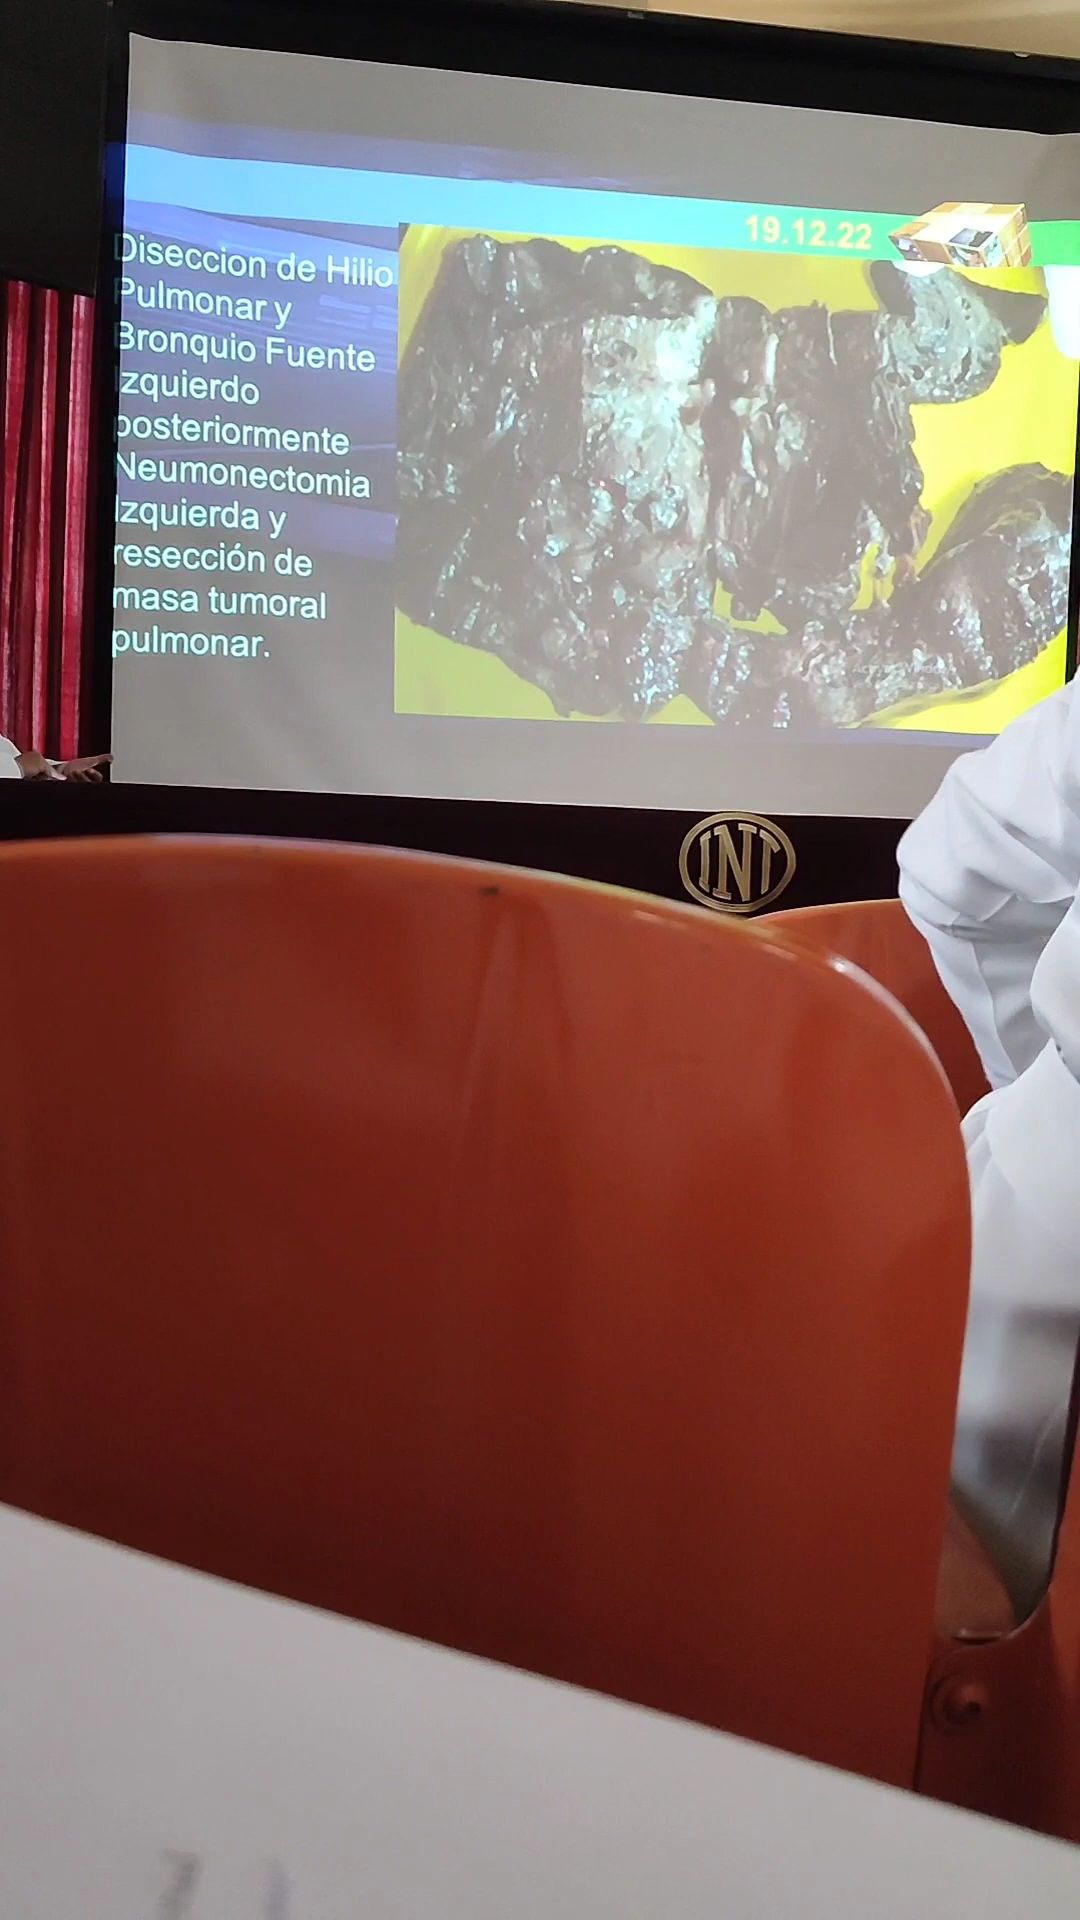 19.12.22
Diseccion de Hilio
Pulmonar y
Bronquio Fuente
Izquierdo
posteriormente
Neumonectomia
Izquierda y
resección de
masa tumoral
pulmonar.
INT